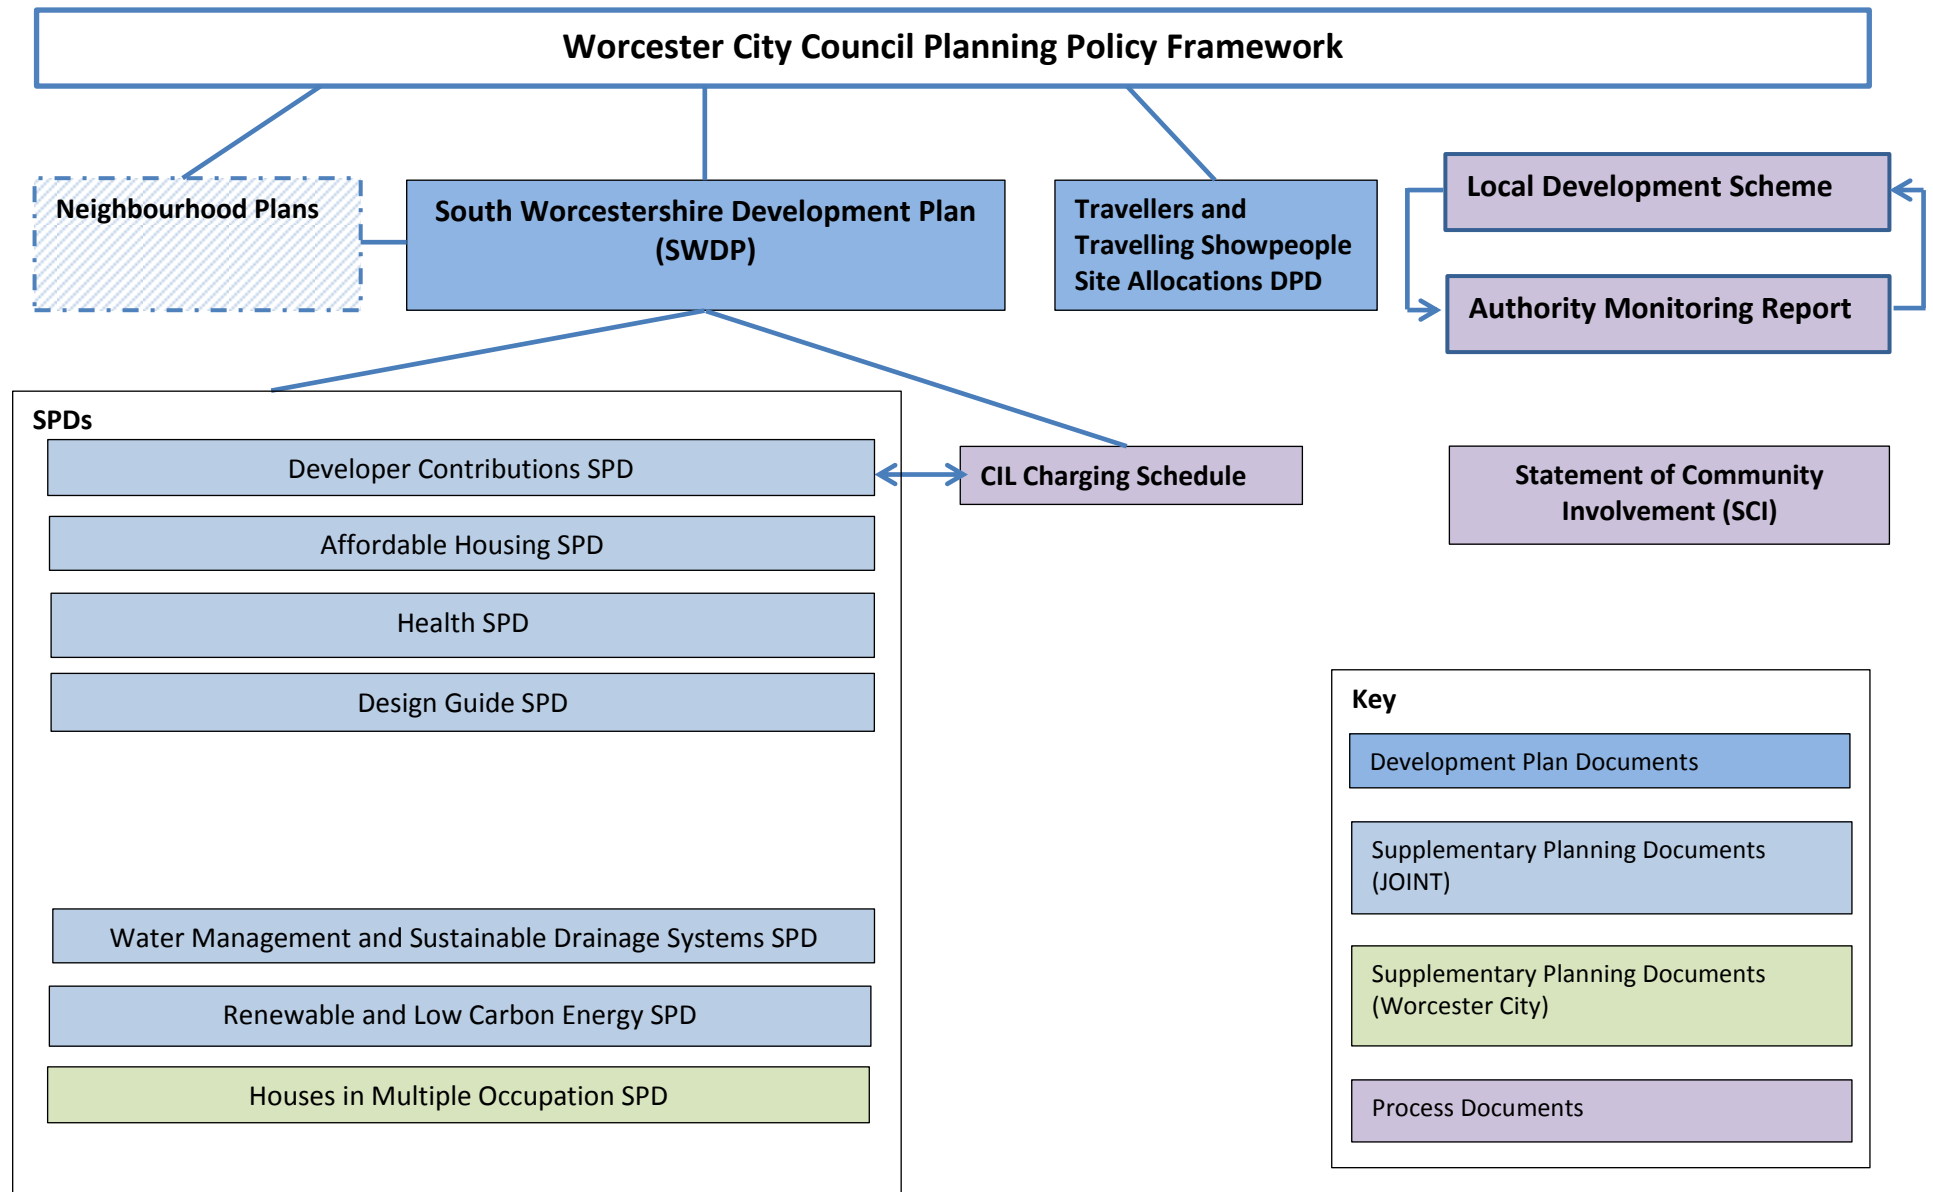 Worcester City Council Planning Policy Framework
Neighbourhood Plans
South Worcestershire Development Plan
(SWDP)
Travellers and
Travelling Showpeople
Site Allocations DPD
Local Development Scheme
Authority Monitoring Report
SPDs
Developer Contributions SPD
CIL Charging Schedule
Statement of Community
Involvement (SCI)
Affordable Housing SPD
Health SPD
Design Guide SPD
Water Management and Sustainable Drainage Systems SPD
Renewable and Low Carbon Energy SPD
Houses in Multiple Occupation SPD
Key
Development Plan Documents
Supplementary Planning Documents
(JOINT)
Supplementary Planning Documents
(Worcester City)
Process Documents